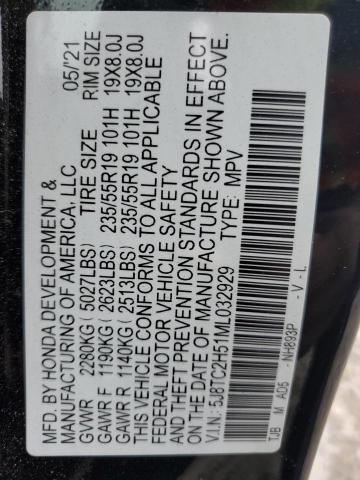 MFD. BY HONDA DEVELOPMENT & 05/'21
MANUFACTURING OF AMERICA, LLC
TIRE SIZE RIM SIZE
GVWR 2280KG ( 5027LBS)
GAWR F 1190KG ( 2623LBS) 235/55R19 101H 19X8.0J
GAWR R 1140KG ( 2513LBS) 235/55R19 101H 19X8.0J
THIS VEHICLE CONFORMS TO ALL APPLICABLE
FEDERAL MOTOR VEHICLE SAFETY
AND THEFT PREVENTION STANDARDS IN EFFECT
ON THE DATE OF MANUFACTURE SHOWN ABOVE.
V.I.N.: 5J8TC2H51ML032929 TYPE: MPV
TJB M A05 -NH893P -V-L